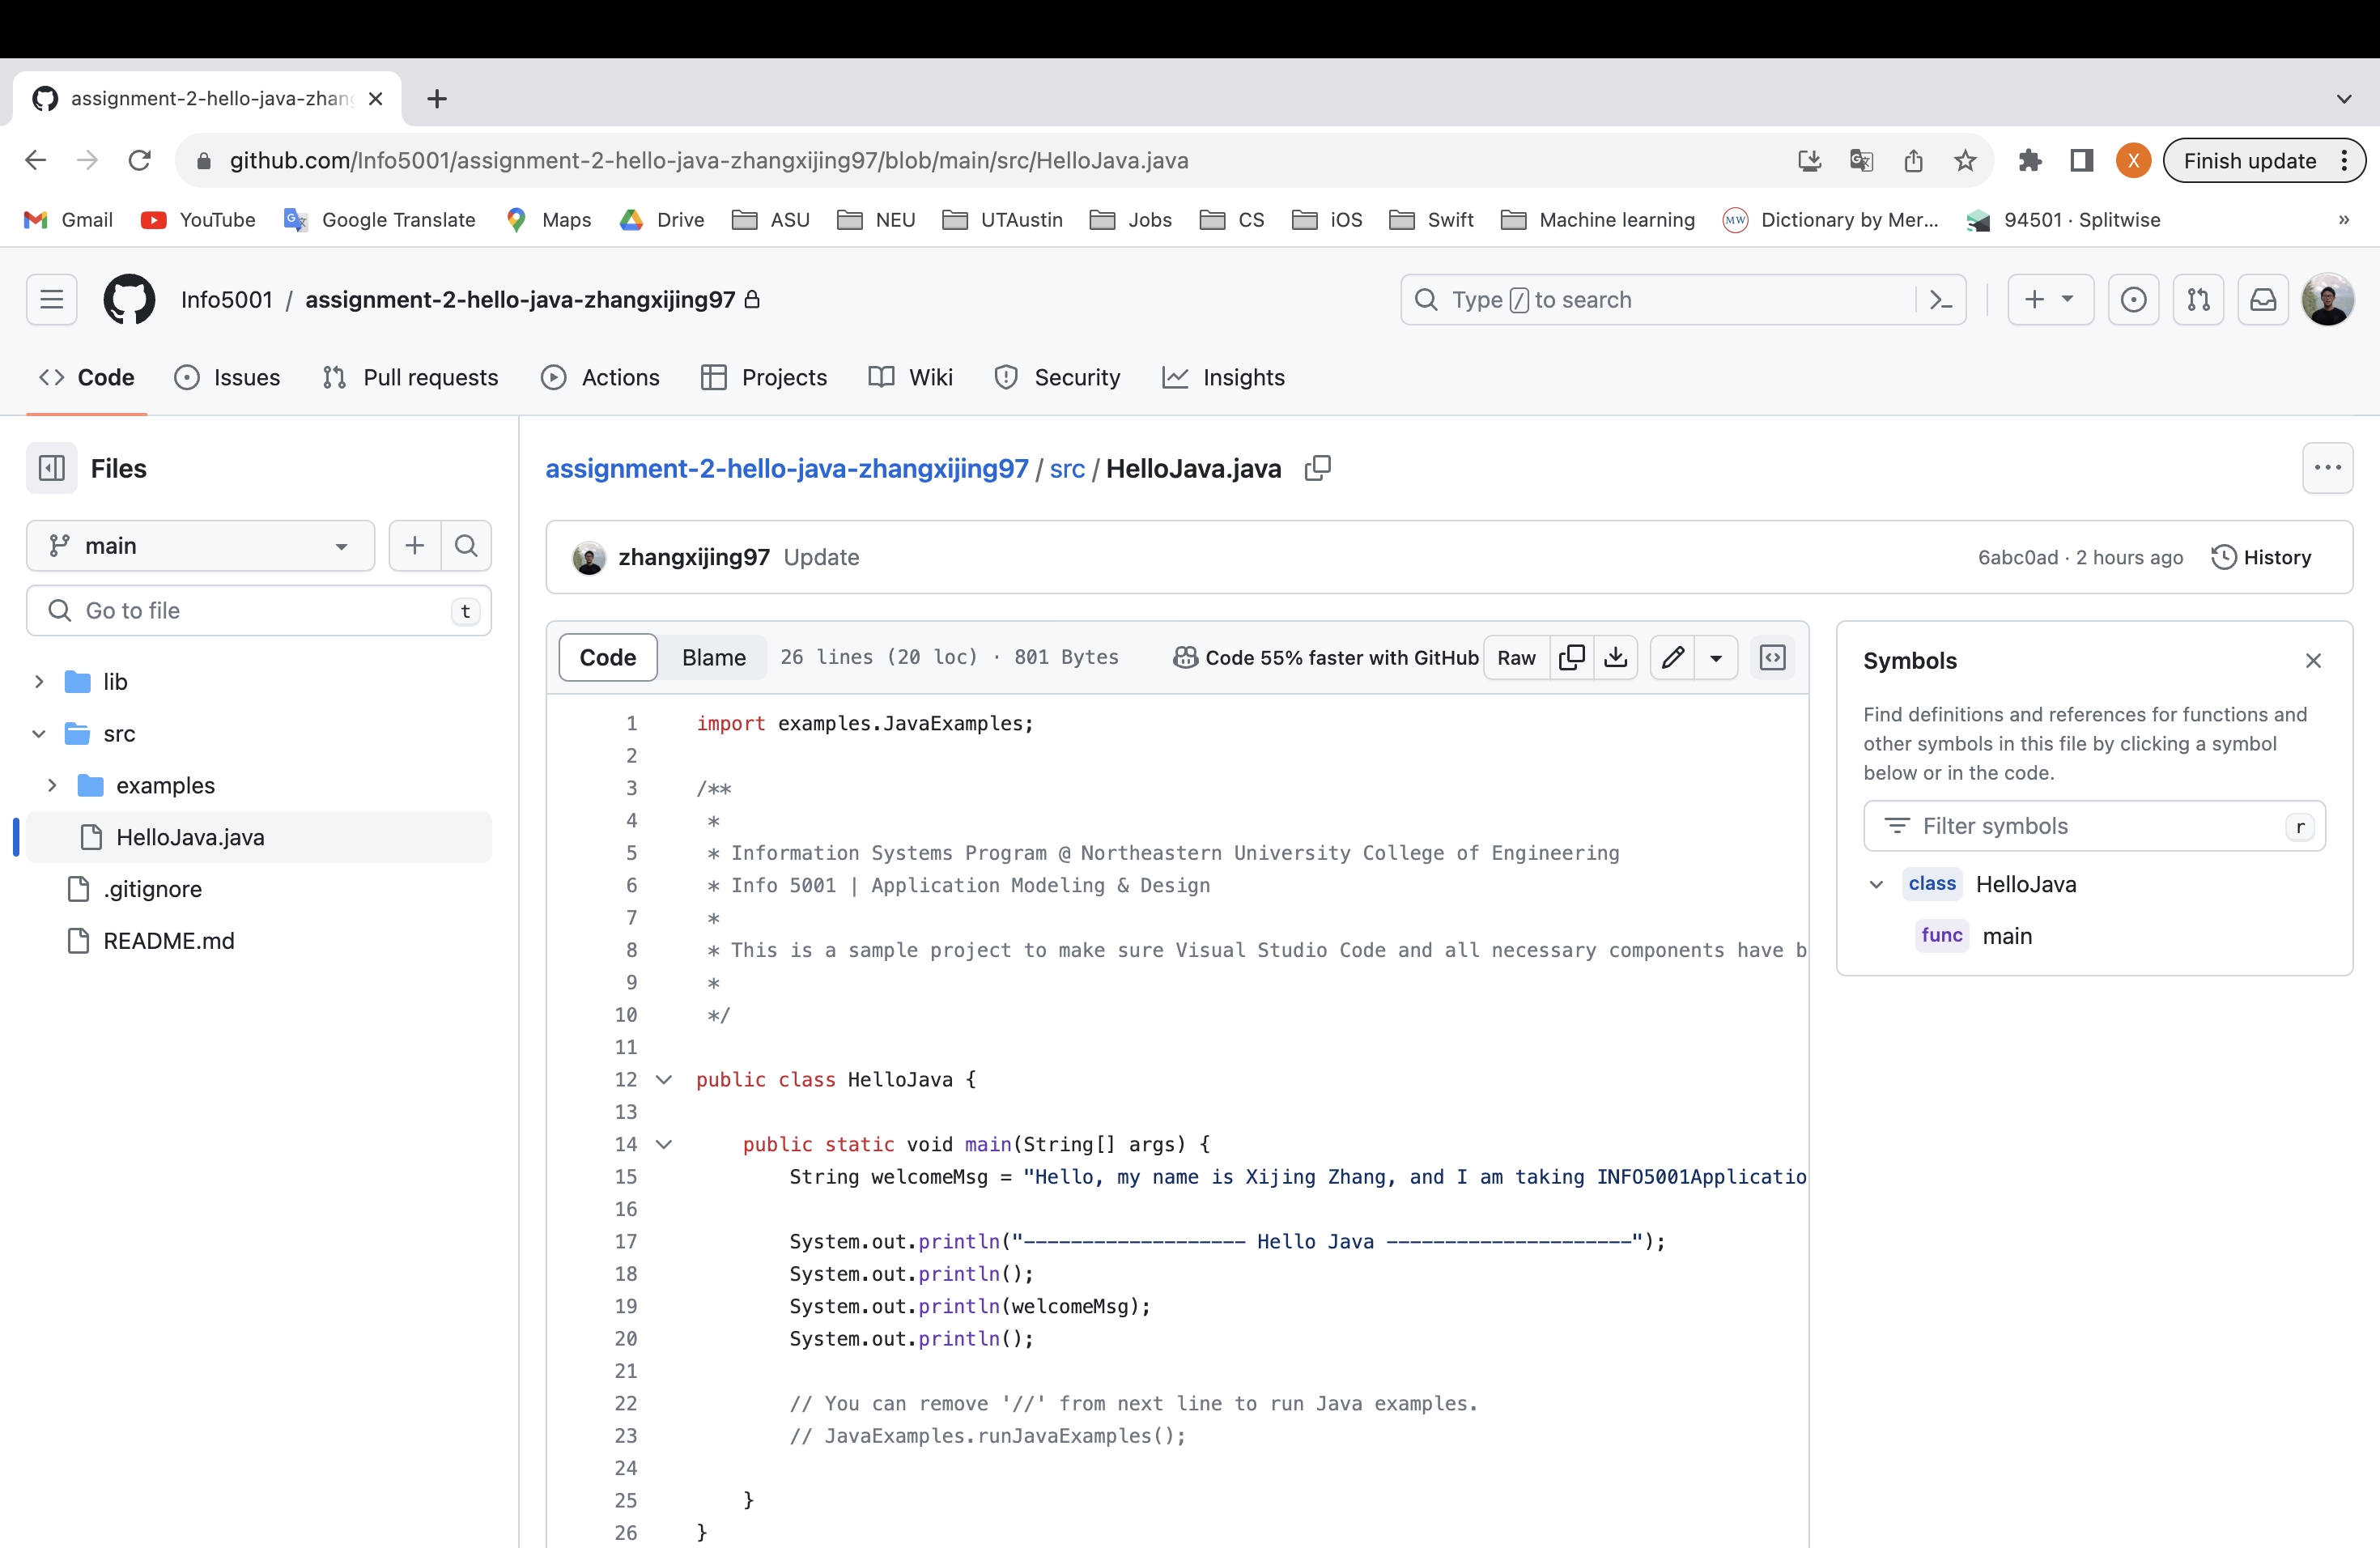 assignment-2-hello-java-zhang
github.com/Info5001/assignment-2-hello-java-zhangxijing97/blob/main/src/HelloJava.java
X
Finish update
Gmail YouTube Google Translate Maps Drive ASU NEU UTAustin Jobs CS iOS Swift Machine learning MW Dictionary by Mer... 94501 · Splitwise »
Info5001 / assignment-2-hello-java-zhangxijing97
Type / to search
Code Issues Pull requests Actions Projects Wiki Security Insights
Files
main
Go to file t
lib
src
examples
HelloJava.java
.gitignore
README.md
assignment-2-hello-java-zhangxijing97 / src / HelloJava.java
zhangxijing97 Update
6abc0ad · 2 hours ago History
Code Blame 26 lines (20 loc) · 801 Bytes Code 55% faster with GitHub Raw
1 import examples.JavaExamples;
2
3 /**
4 *
5 * Information Systems Program @ Northeastern University College of Engineering
6 * Info 5001 | Application Modeling & Design
7 *
8 * This is a sample project to make sure Visual Studio Code and all necessary components have b
9 *
10 */
11
12 public class HelloJava {
13
14 public static void main(String[] args) {
15 String welcomeMsg = "Hello, my name is Xijing Zhang, and I am taking INFO5001Applicatio
16
17 System.out.println("------------------- Hello Java ---------------------");
18 System.out.println();
19 System.out.println(welcomeMsg);
20 System.out.println();
21
22 // You can remove '//' from next line to run Java examples.
23 // JavaExamples.runJavaExamples();
24
25 }
26 }
Symbols
Find definitions and references for functions and
other symbols in this file by clicking a symbol
below or in the code.
Filter symbols r
class HelloJava
func main